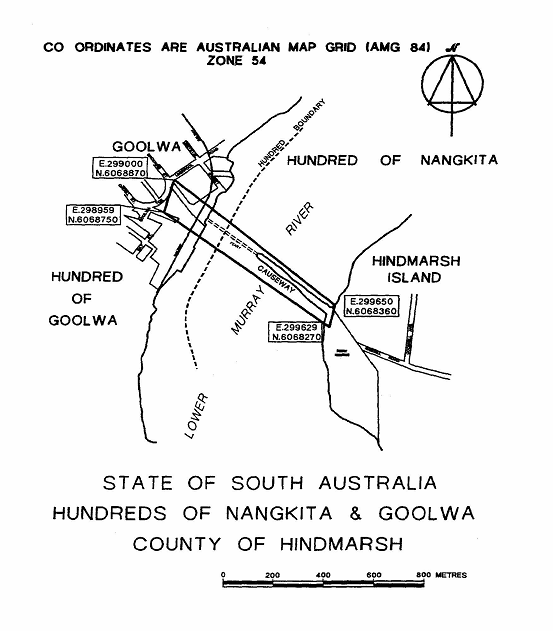 CO ORDINATES ARE AUSTRALIAN MAP GRID (AMG 84)
ZONE 54
N
HUNDRED BOUNDARY
GOOLWA
HUNDRED OF NANGKITA
E.299000
N.6068870
E.298959
N.6068750
RIVER
HINDMARSH
ISLAND
HUNDRED
OF
GOOLWA
CAUSEWAY
MURRAY
E.299650
N.6068360
E.299629
N.6068270
LOWER
STATE OF SOUTH AUSTRALIA
HUNDREDS OF NANGKITA & GOOLWA
COUNTY OF HINDMARSH
0 200 400 600 800 METRES